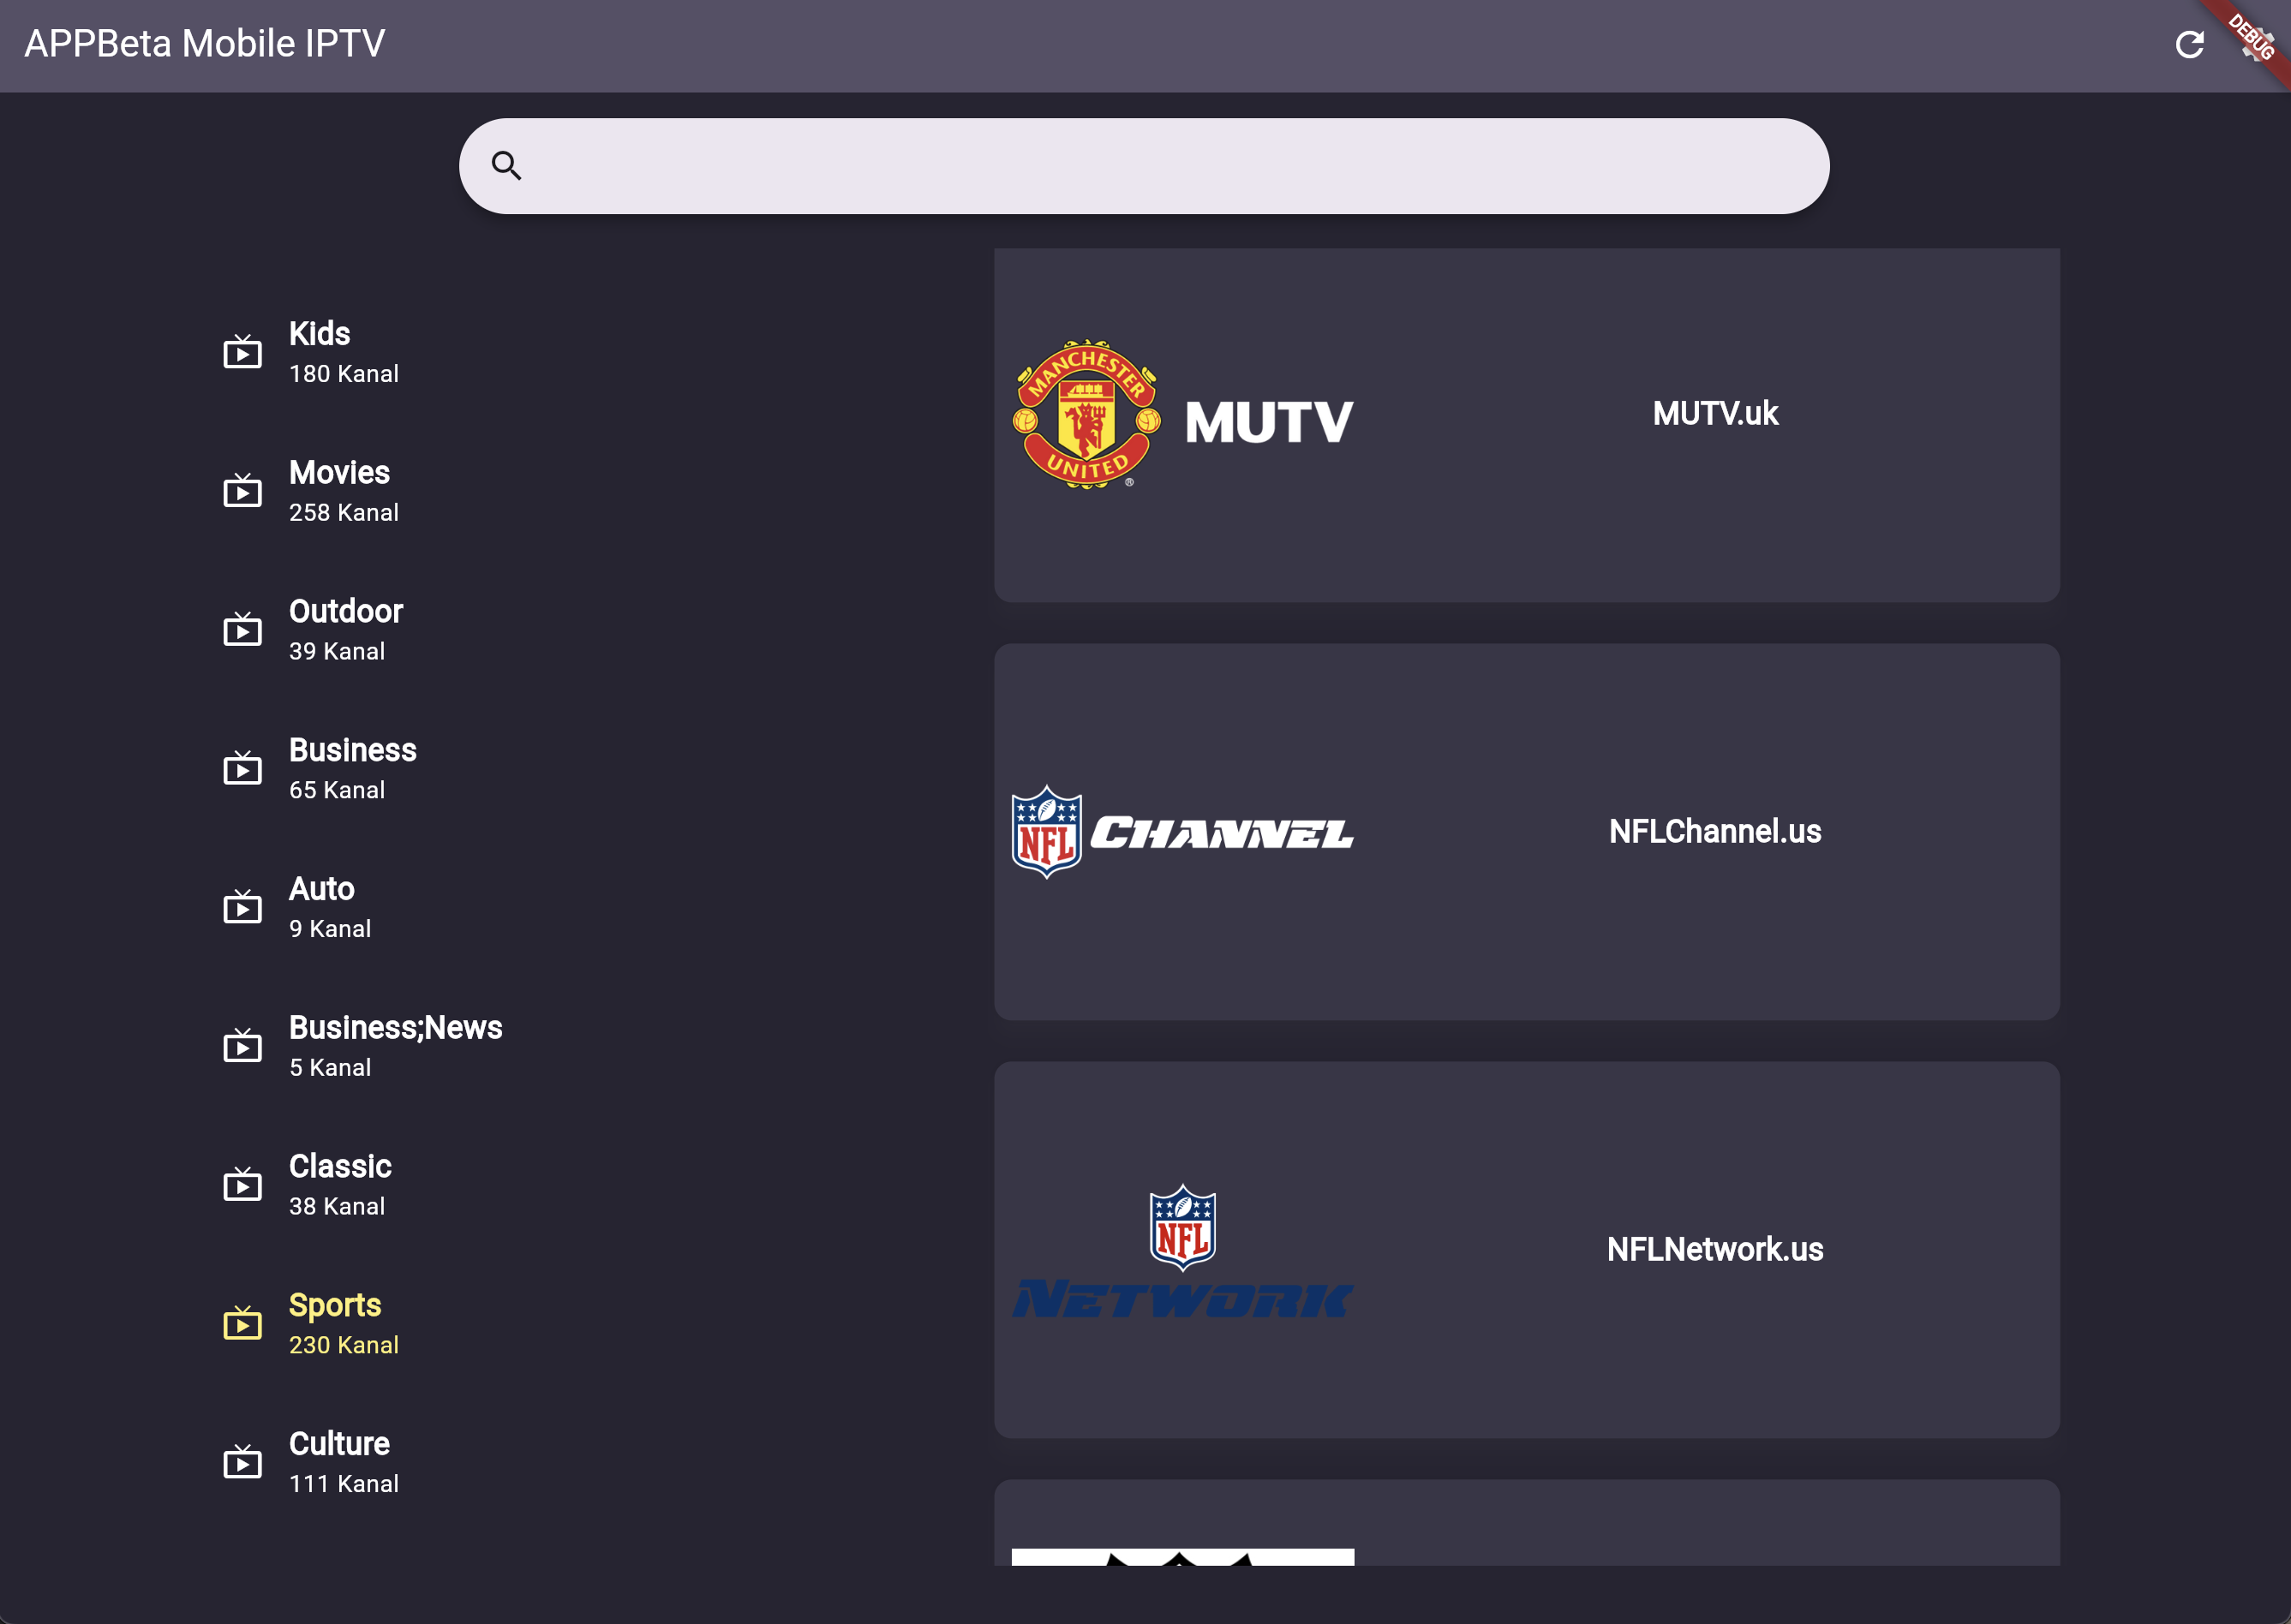 APPBeta Mobile IPTV
DEBUG
Kids
180 Kanal
Movies
258 Kanal
Outdoor
39 Kanal
Business
65 Kanal
Auto
9 Kanal
Business;News
5 Kanal
Classic
38 Kanal
Sports
230 Kanal
Culture
111 Kanal
MANCHESTER
UNITED
®
MUTV
MUTV.uk
NFL
CHANNEL
NFLChannel.us
NFL
NETWORK
NFLNetwork.us